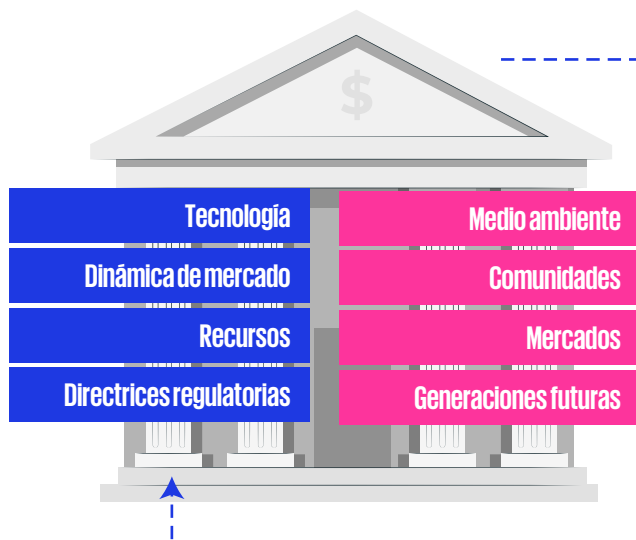 $
Tecnología
Dinámica de mercado
Recursos
Directrices regulatorias
Medio ambiente
Comunidades
Mercados
Generaciones futuras